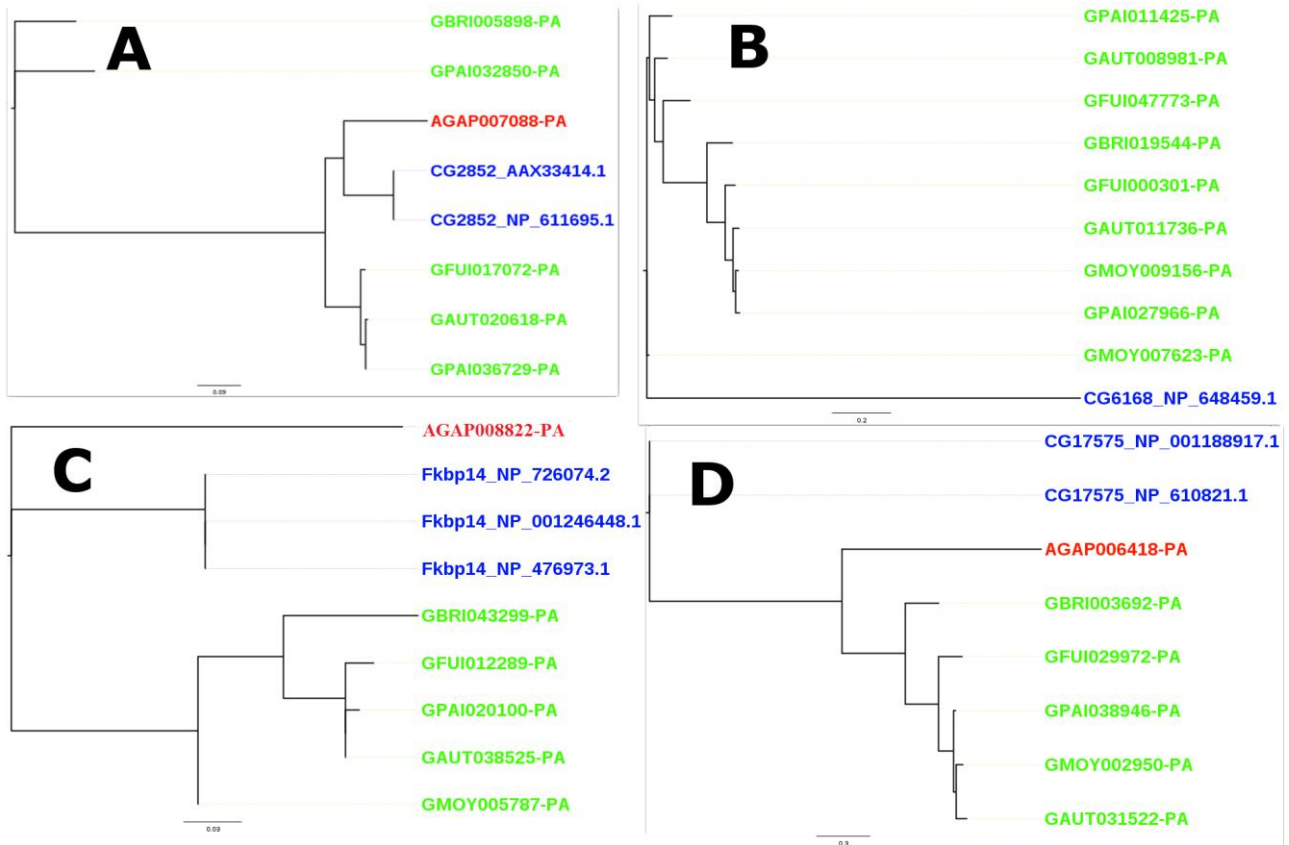 A
GBRI005898-PA
GPAI032850-PA
AGAP007088-PA
CG2852_AAX33414.1
CG2852_NP_611695.1
GFUI017072-PA
GAUT020618-PA
GPAI036729-PA
0.09
B
GPAI011425-PA
GAUT008981-PA
GFUI047773-PA
GBRI019544-PA
GFUI000301-PA
GAUT011736-PA
GMOY009156-PA
GPAI027966-PA
GMOY007623-PA
CG6168_NP_648459.1
0.2
C
AGAP008822-PA
Fkbp14_NP_726074.2
Fkbp14_NP_001246448.1
Fkbp14_NP_476973.1
GBRI043299-PA
GFUI012289-PA
GPAI020100-PA
GAUT038525-PA
GMOY005787-PA
0.03
D
CG17575_NP_001188917.1
CG17575_NP_610821.1
AGAP006418-PA
GBRI003692-PA
GFUI029972-PA
GPAI038946-PA
GMOY002950-PA
GAUT031522-PA
0.3